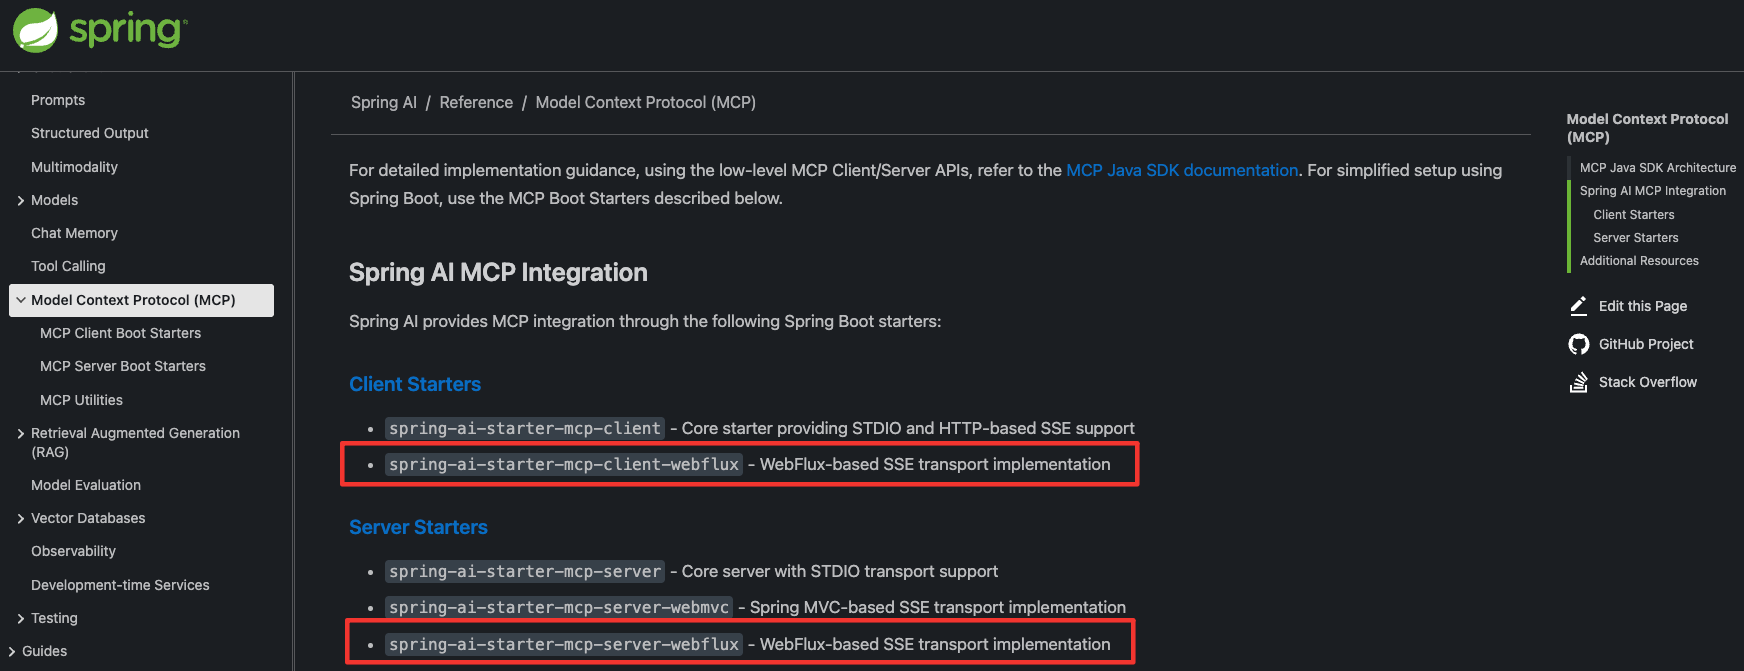 spring
Prompts
Structured Output
Multimodality
Models
Chat Memory
Tool Calling
Model Context Protocol (MCP)
MCP Client Boot Starters
MCP Server Boot Starters
MCP Utilities
Retrieval Augmented Generation
(RAG)
Model Evaluation
Vector Databases
Observability
Development-time Services
Testing
Guides
Spring AI / Reference / Model Context Protocol (MCP)
For detailed implementation guidance, using the low-level MCP Client/Server APIs, refer to the MCP Java SDK documentation. For simplified setup using
Spring Boot, use the MCP Boot Starters described below.
Spring AI MCP Integration
Spring AI provides MCP integration through the following Spring Boot starters:
Client Starters
• spring-ai-starter-mcp-client - Core starter providing STDIO and HTTP-based SSE support
• spring-ai-starter-mcp-client-webflux - WebFlux-based SSE transport implementation
Server Starters
• spring-ai-starter-mcp-server - Core server with STDIO transport support
• spring-ai-starter-mcp-server-webmvc - Spring MVC-based SSE transport implementation
• spring-ai-starter-mcp-server-webflux - WebFlux-based SSE transport implementation
Model Context Protocol
(MCP)
MCP Java SDK Architecture
Spring AI MCP Integration
Client Starters
Server Starters
Additional Resources
Edit this Page
GitHub Project
Stack Overflow